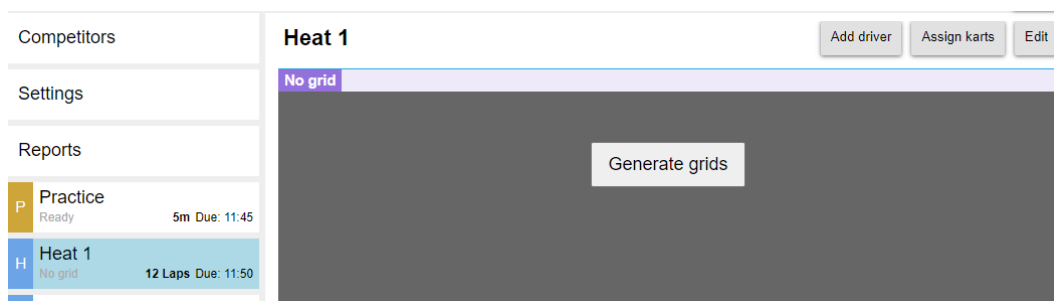 Competitors
Settings
Reports
P
Practice
Ready 5m Due: 11:45
H
Heat 1
No grid 12 Laps Due: 11:50
Heat 1
Add driver Assign karts Edit
No grid
Generate grids